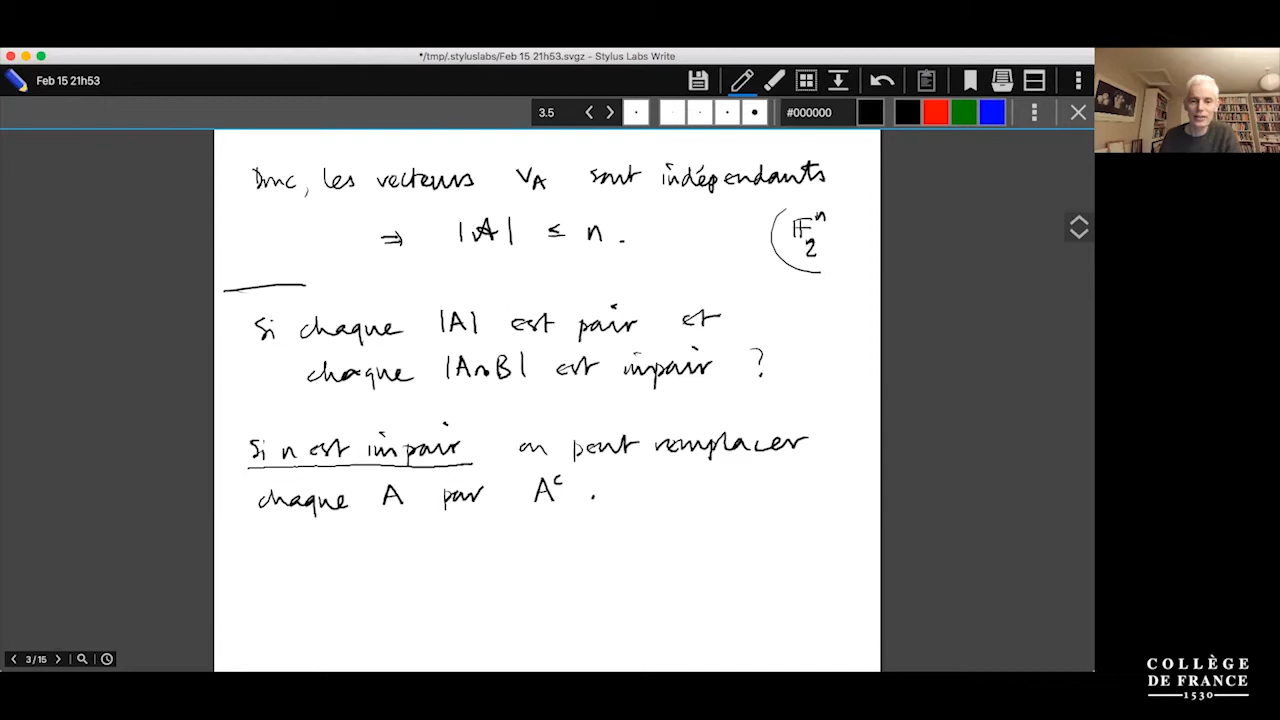 */tmp/.styluslabs/Feb 15 21h53.svgz - Stylus Labs Write
Feb 15 21h53
3.5
#000000
Donc, les vecteurs v_A sont indépendants
⇒ |𝒜| ≤ n.
𝔽₂ⁿ
Si chaque |A| est pair et
chaque |A∩B| est impair ?
Si n est impair on peut remplacer
chaque A par Aᶜ.
3/15
COLLÈGE
DE FRANCE
1530